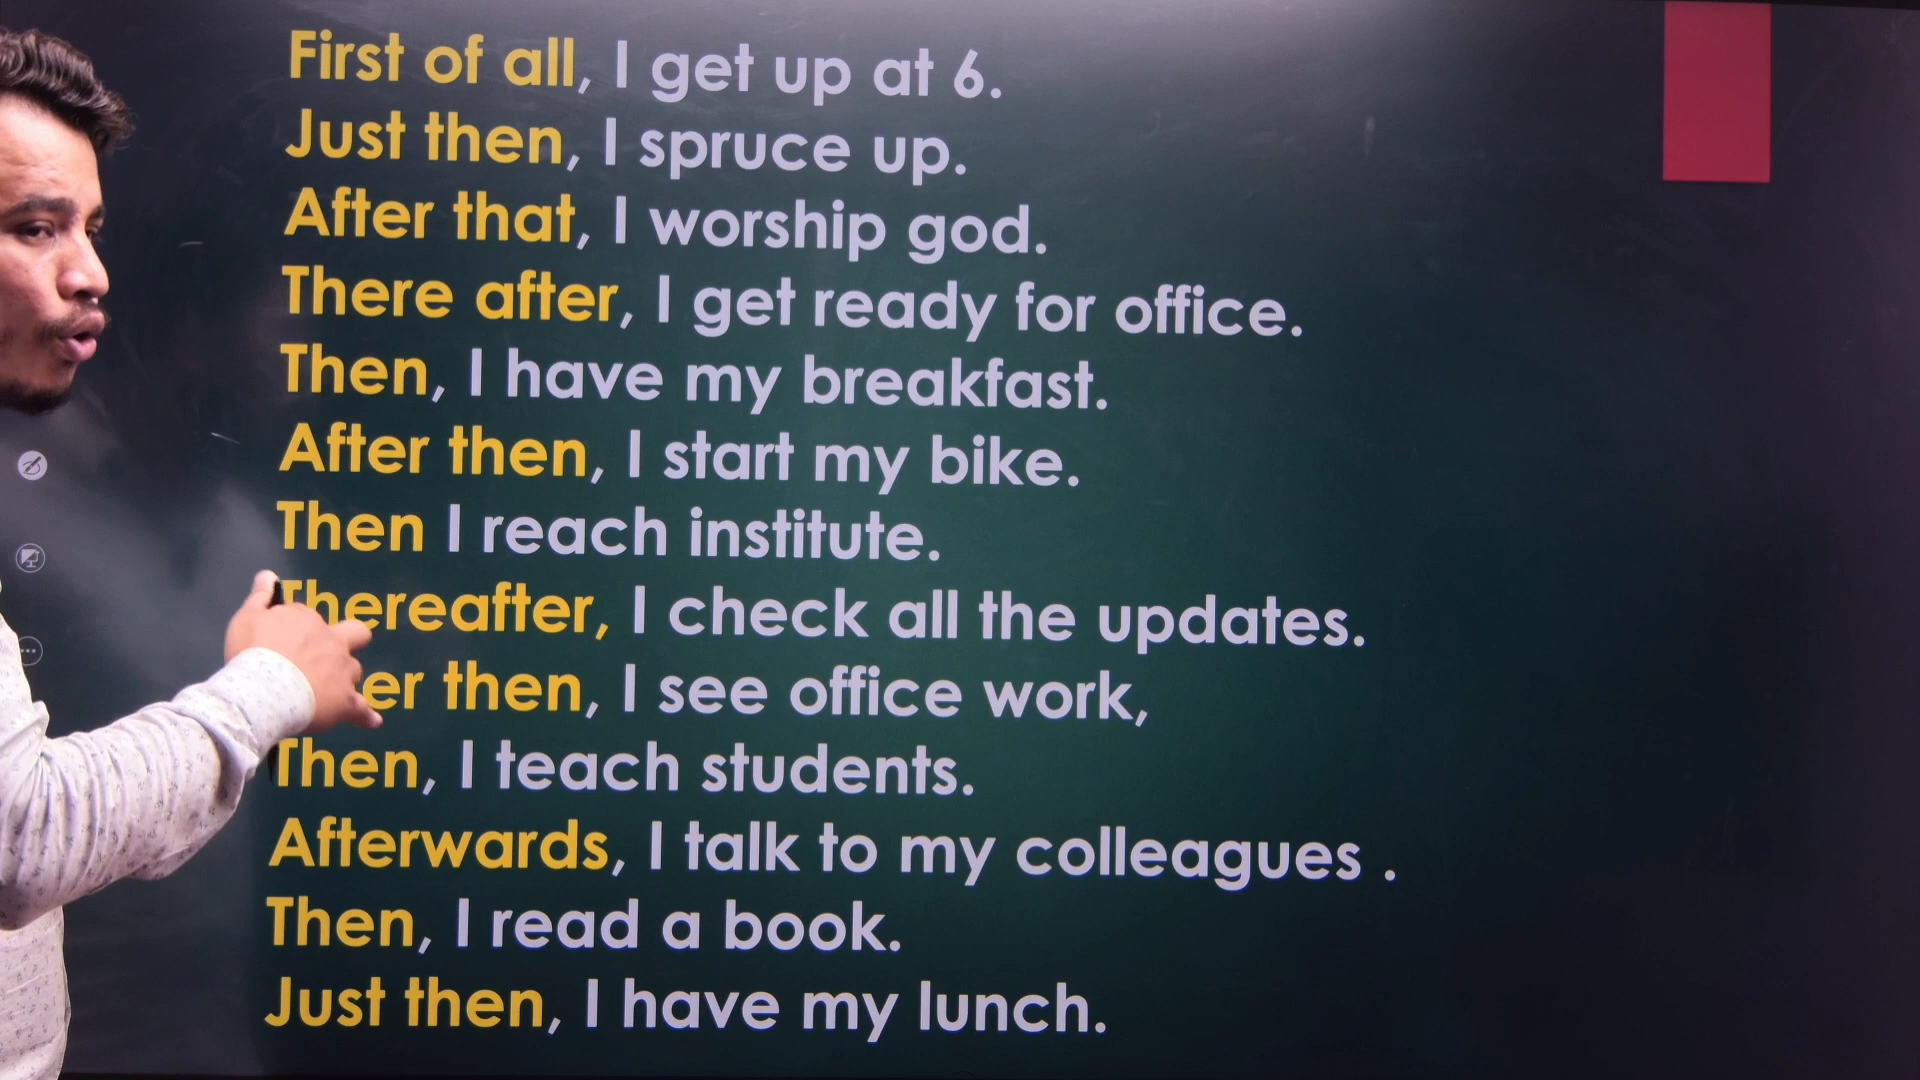 First of all, I get up at 6.
Just then, I spruce up.
After that, I worship god.
There after, I get ready for office.
Then, I have my breakfast.
After then, I start my bike.
Then I reach institute.
Thereafter, I check all the updates.
er then, I see office work,
Then, I teach students.
Afterwards, I talk to my colleagues .
Then, I read a book.
Just then, I have my lunch.